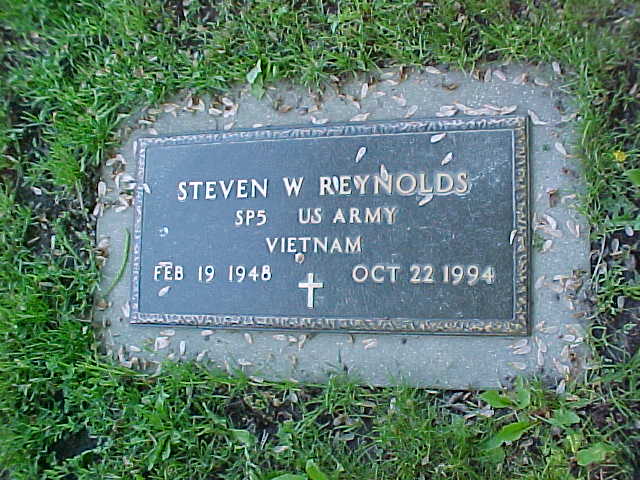 STEVEN W REYNOLDS
SP5 US ARMY
VIETNAM
FEB 19 1948 OCT 22 1994